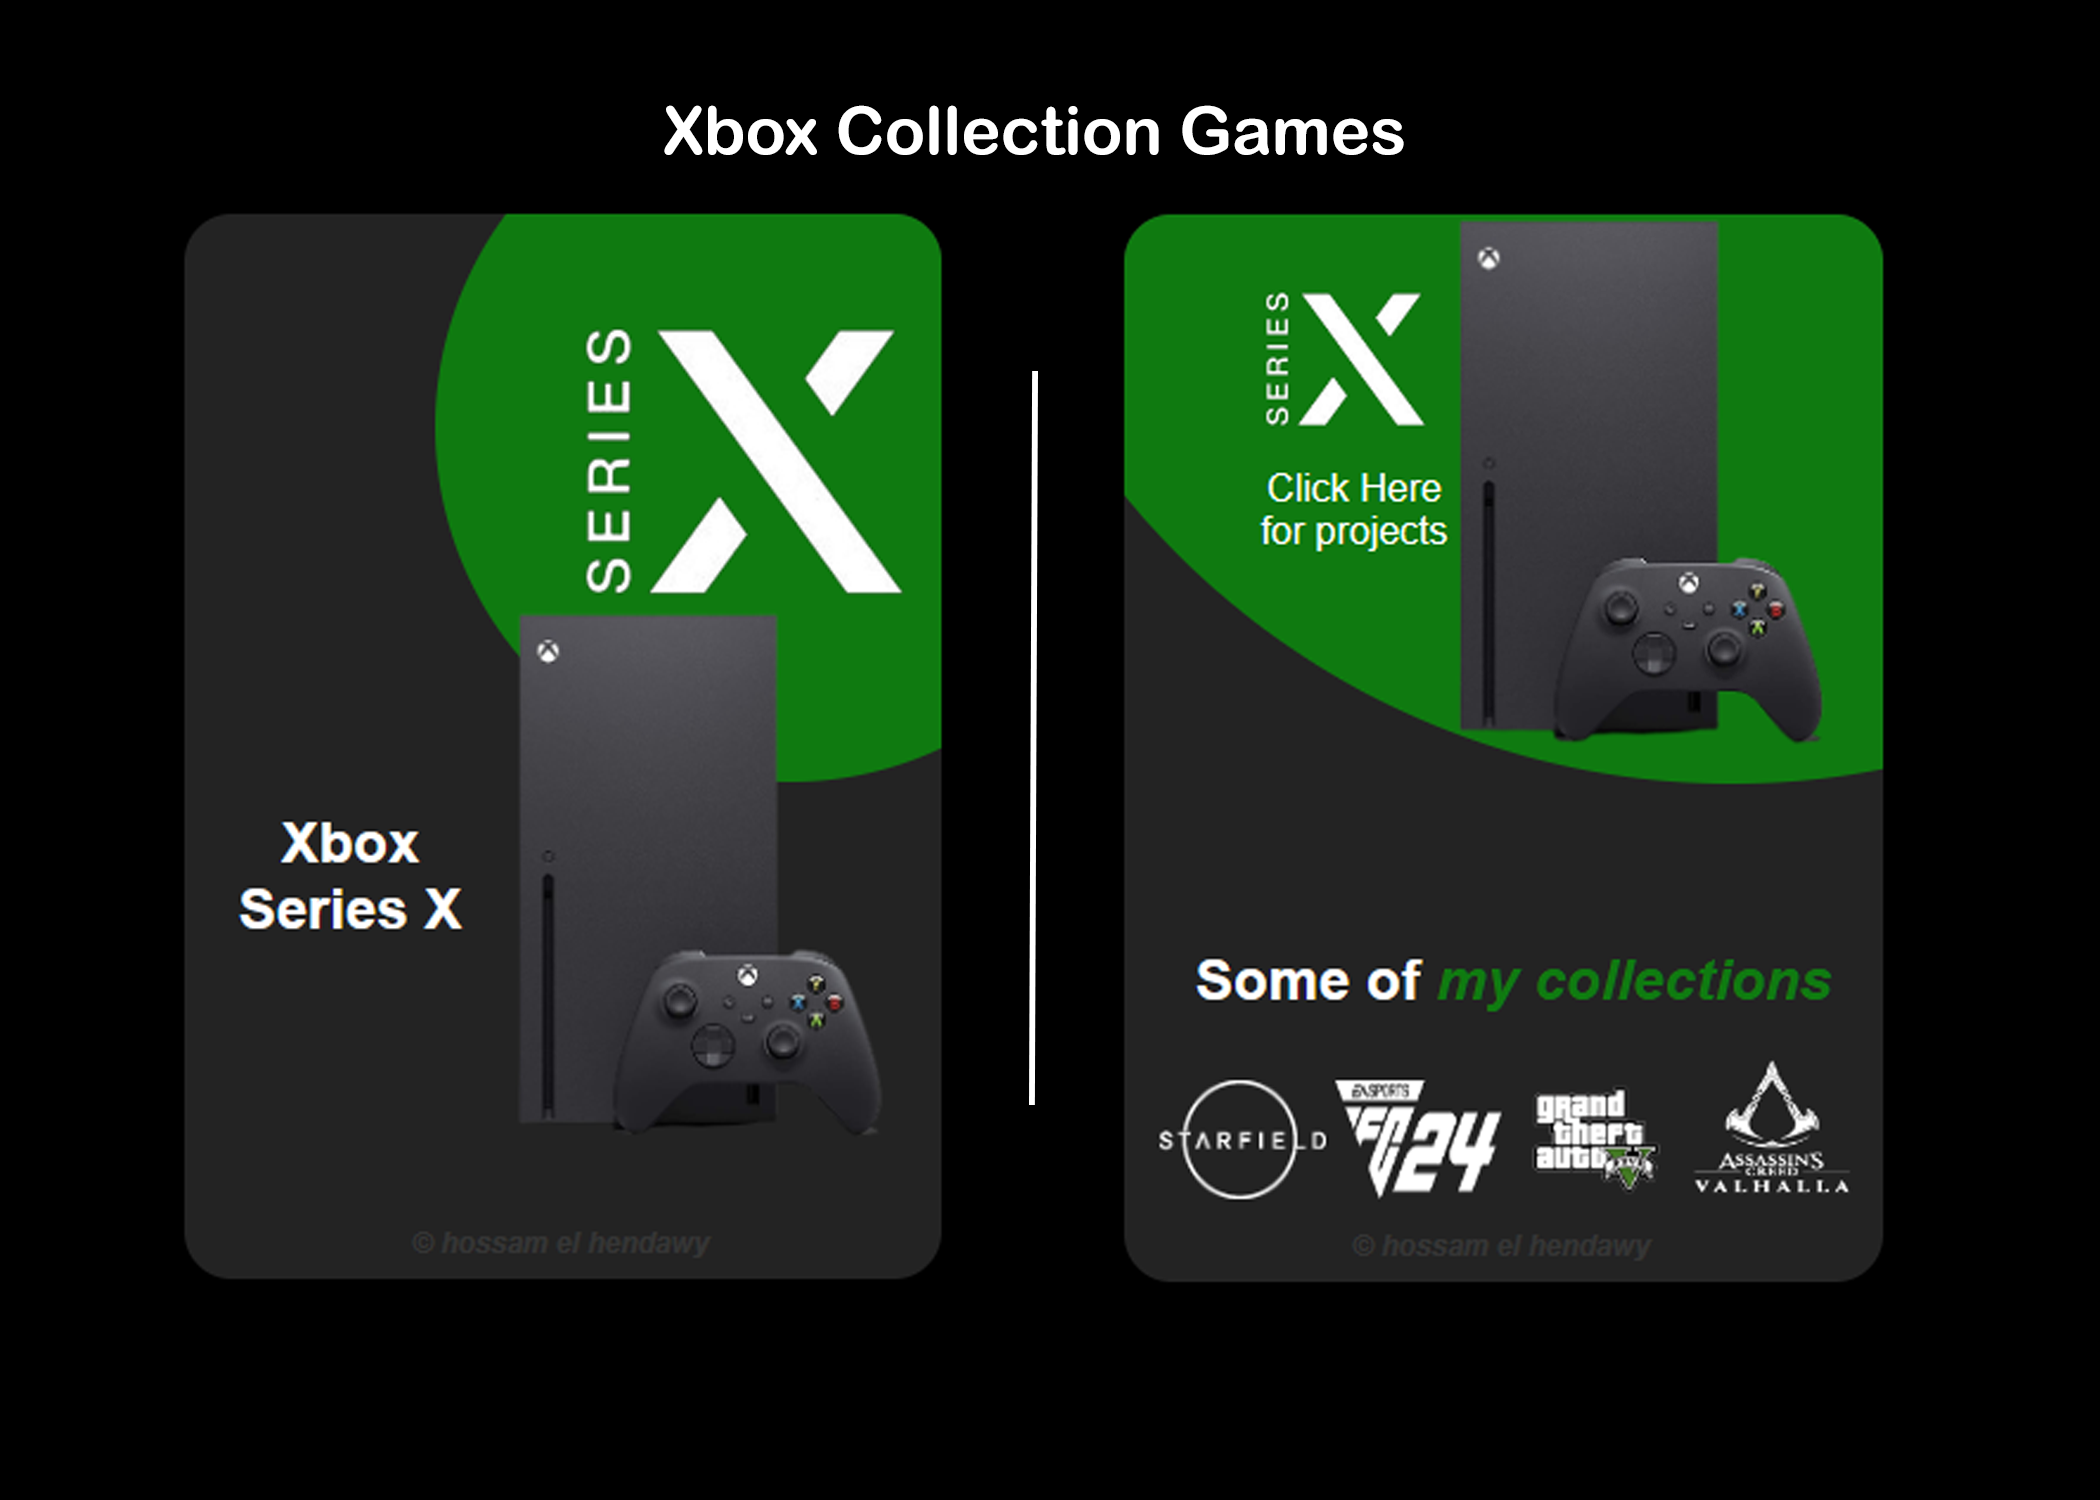 Xbox Collection Games
SERIES X
Xbox
Series X
© hossam el hendawy
SERIES X
Click Here
for projects
Y
X B
A
Some of my collections
STARFIELD
EA SPORTS
FC 24
grand
theft
auto V
ASSASSIN'S
CREED
VALHALLA
© hossam el hendawy